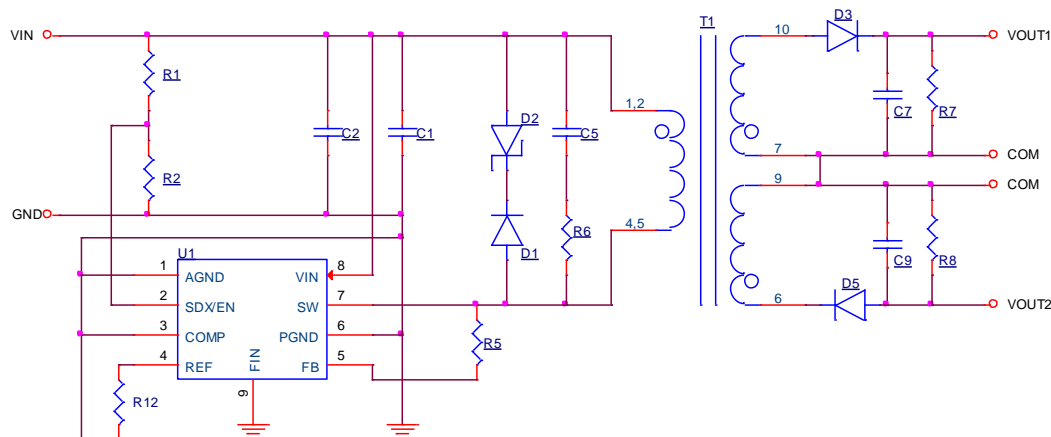 VIN
R1
R2
C2
C1
D2
D1
C5
R6
1,2
4,5
T1
10
7
9
6
D3
C7
R7
VOUT1
COM
COM
C9
R8
D5
VOUT2
GND
U1
1 AGND
2 SDX/EN
3 COMP
4 REF
FIN
9
VIN 8
SW 7
PGND 6
FB 5
R5
R12